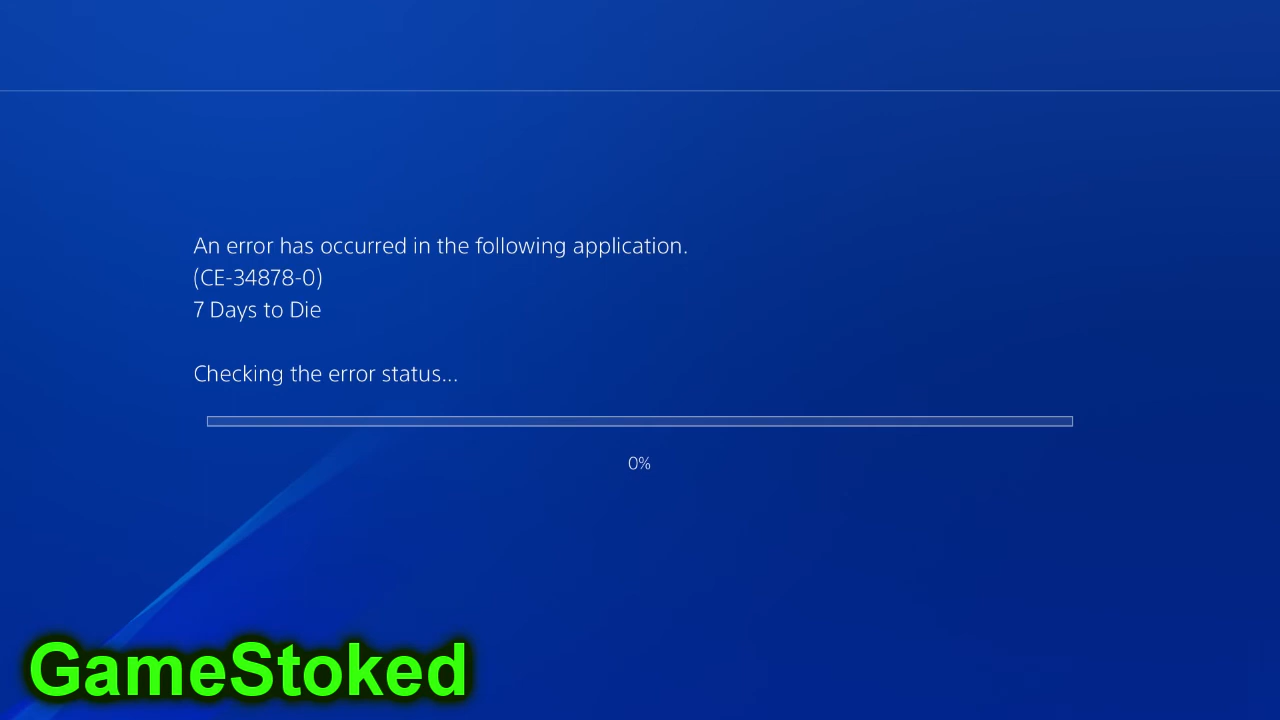 An error has occurred in the following application.
(CE-34878-0)
7 Days to Die
Checking the error status...
0%
GameStoked